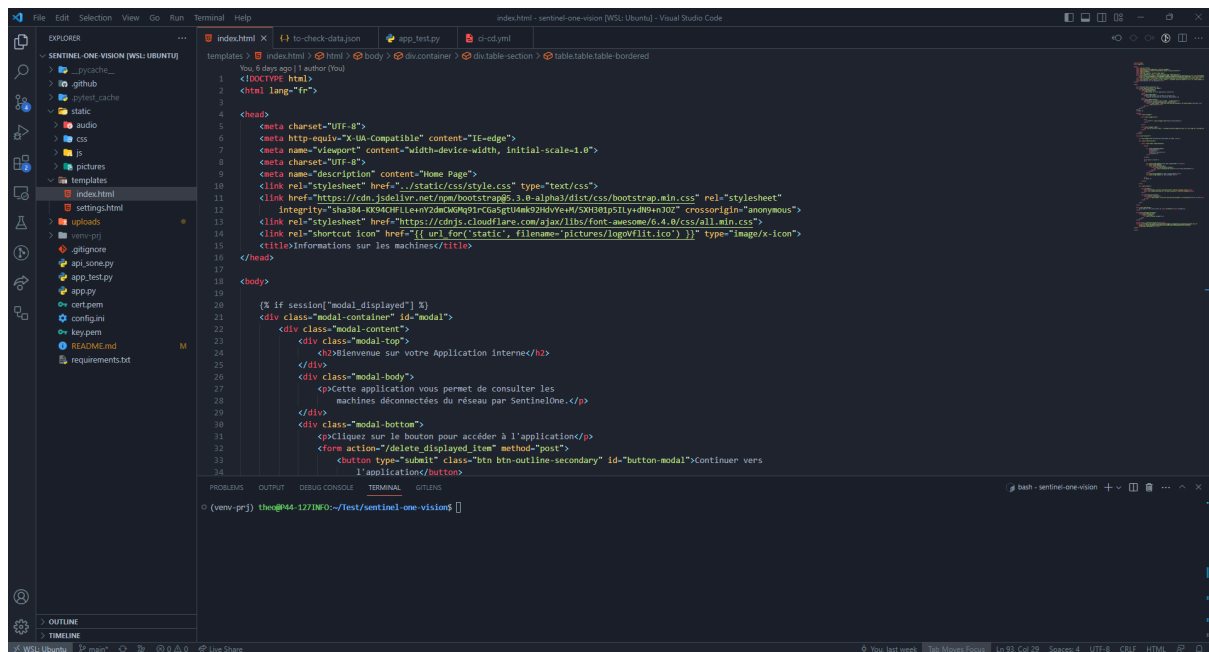 File Edit Selection View Go Run Terminal Help
index.html - sentinel-one-vision [WSL: Ubuntu] - Visual Studio Code
EXPLORER
SENTINEL-ONE-VISION [WSL: UBUNTU]
__pycache__
.github
.pytest_cache
static
audio
css
js
pictures
templates
index.html
settings.html
uploads
venv-prj
.gitignore
api_sone.py
app_test.py
app.py
cert.pem
config.ini
key.pem
README.md M
requirements.txt
OUTLINE
TIMELINE
index.html to-check-data.json app_test.py ci-cd.yml
templates > index.html > html > body > div.container > div.table-section > table.table.table-bordered
You, 6 days ago | 1 author (You)
1 <!DOCTYPE html>
2 <html lang="fr">
3
4 <head>
5 <meta charset="UTF-8">
6 <meta http-equiv="X-UA-Compatible" content="IE=edge">
7 <meta name="viewport" content="width=device-width, initial-scale=1.0">
8 <meta charset="UTF-8">
9 <meta name="description" content="Home Page">
10 <link rel="stylesheet" href="../static/css/style.css" type="text/css">
11 <link href="https://cdn.jsdelivr.net/npm/bootstrap@5.3.0-alpha3/dist/css/bootstrap.min.css" rel="stylesheet"
12 integrity="sha384-KK94CHFLLe+nY2dmCWGMq91rCGa5gtU4mk92HdvYe+M/SXH301p5ILy+dN9+nJOZ" crossorigin="anonymous">
13 <link rel="stylesheet" href="https://cdnjs.cloudflare.com/ajax/libs/font-awesome/6.4.0/css/all.min.css">
14 <link rel="shortcut icon" href="{{ url_for('static', filename='pictures/logoVflit.ico') }}" type="image/x-icon">
15 <title>Informations sur les machines</title>
16 </head>
17
18 <body>
19
20 {% if session["modal_displayed"] %}
21 <div class="modal-container" id="modal">
22 <div class="modal-content">
23 <div class="modal-top">
24 <h2>Bienvenue sur votre Application interne</h2>
25 </div>
26 <div class="modal-body">
27 <p>Cette application vous permet de consulter les
28 machines déconnectées du réseau par SentinelOne.</p>
29 </div>
30 <div class="modal-bottom">
31 <p>Cliquez sur le bouton pour accéder à l'application</p>
32 <form action="/delete_displayed_item" method="post">
33 <button type="submit" class="btn btn-outline-secondary" id="button-modal">Continuer vers
34 l'application</button>
PROBLEMS OUTPUT DEBUG CONSOLE TERMINAL GITLENS
bash - sentinel-one-vision
(venv-prj) theo@P44-127INFO:~/Test/sentinel-one-vision$
WSL: Ubuntu main* 0 0 0 Live Share
You, last week Tab Moves Focus Ln 93, Col 29 Spaces: 4 UTF-8 CRLF HTML